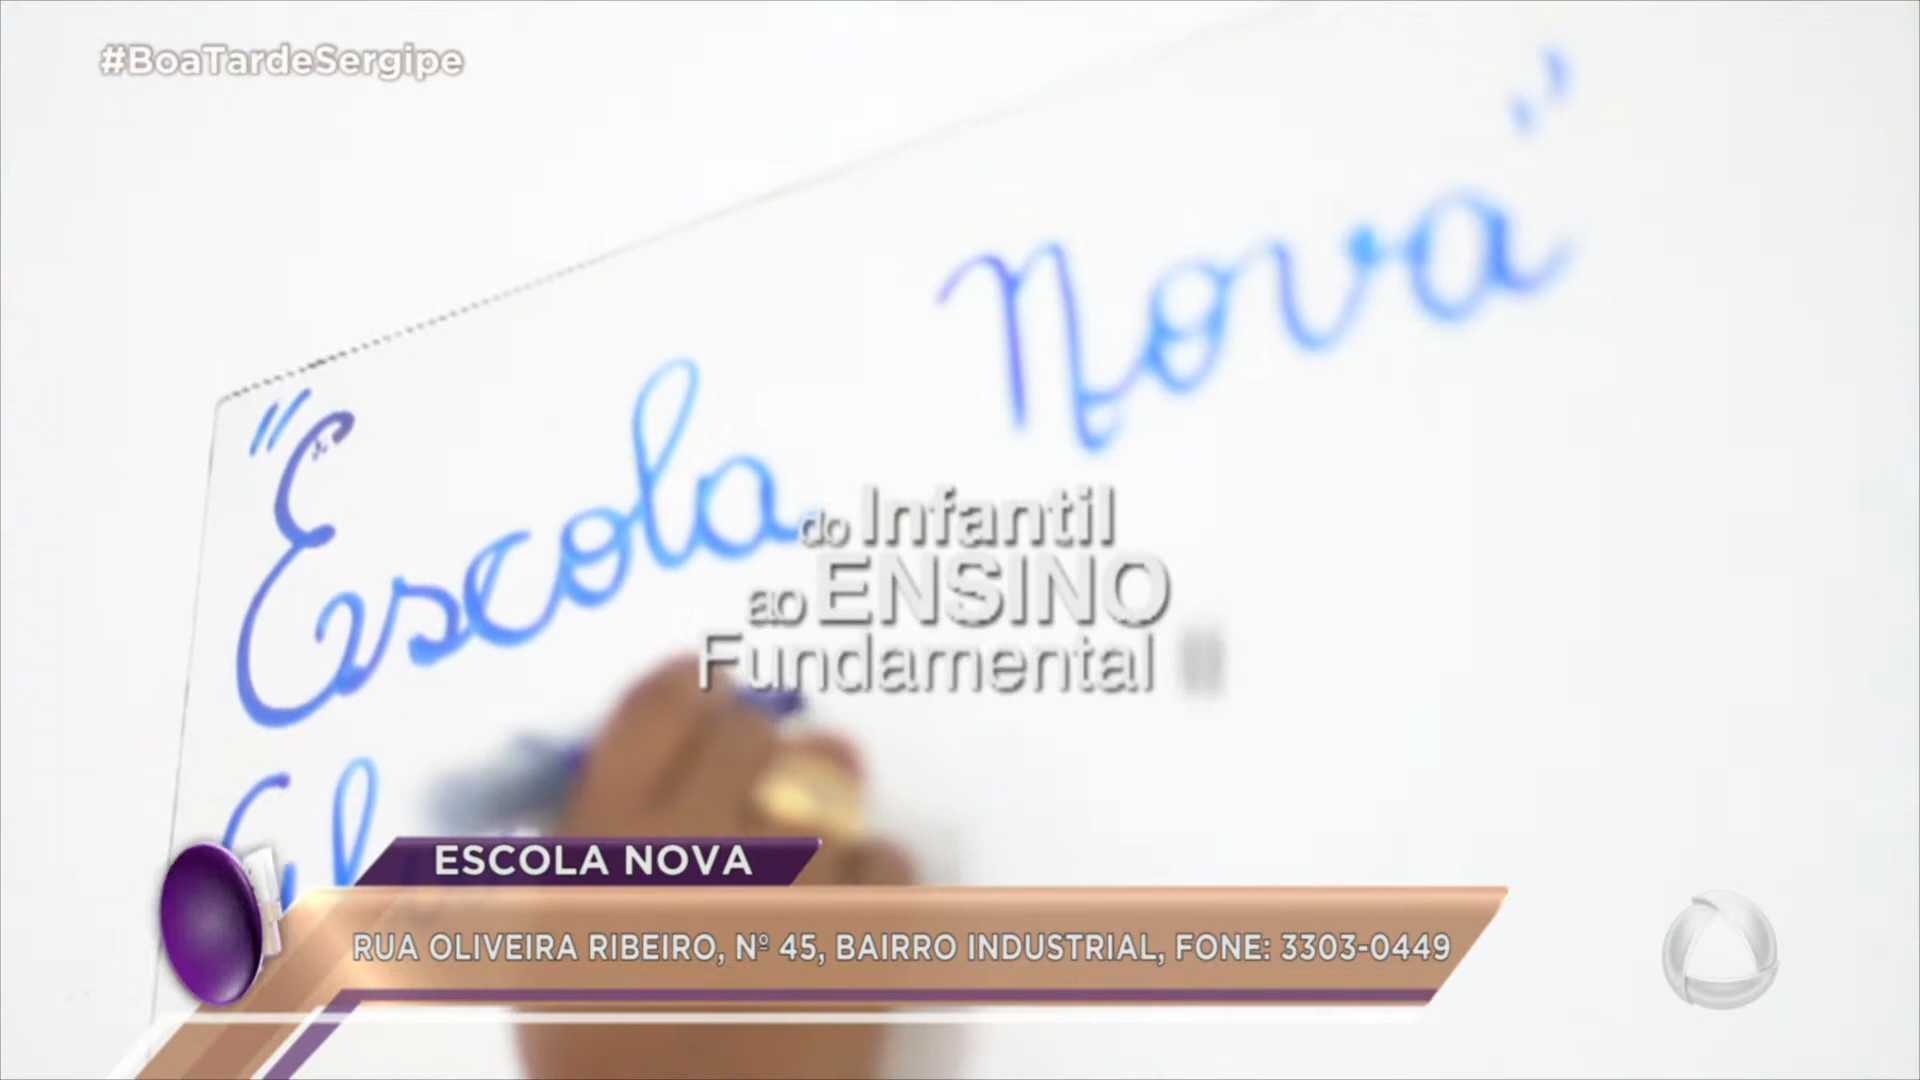 #BoaTardeSergipe
"Escola Nova"
do Infantil
ao ENSINO
Fundamental II
ESCOLA NOVA
RUA OLIVEIRA RIBEIRO, Nº 45, BAIRRO INDUSTRIAL, FONE: 3303-0449